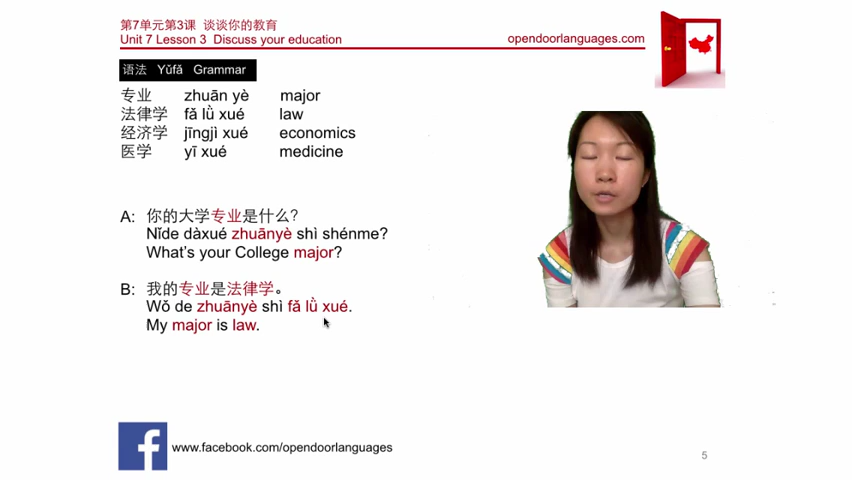 第7单元第3课 谈谈你的教育
Unit 7 Lesson 3 Discuss your education
opendoorlanguages.com
语法 Yǔfǎ Grammar
专业 zhuān yè major
法律学 fǎ lǜ xué law
经济学 jīngjì xué economics
医学 yī xué medicine
A: 你的大学专业是什么?
Nǐde dàxué zhuānyè shì shénme?
What's your College major?
B: 我的专业是法律学。
Wǒ de zhuānyè shì fǎ lǜ xué.
My major is law.
f
www.facebook.com/opendoorlanguages
5